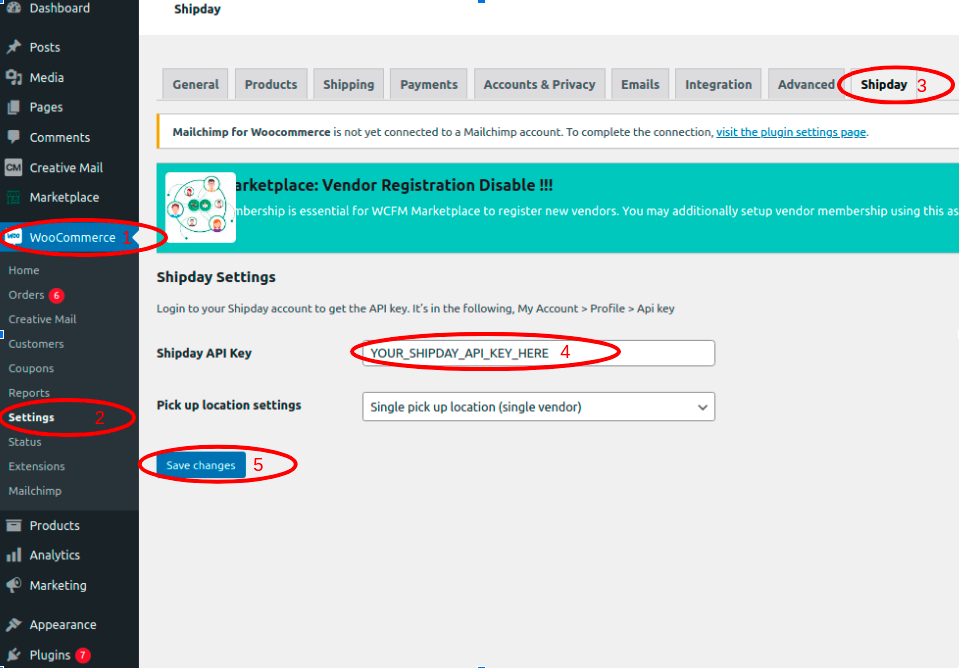 Dashboard
Posts
Media
Pages
Comments
CM Creative Mail
Marketplace
WooCommerce 1
Home
Orders 6
Creative Mail
Customers
Coupons
Reports
Settings 2
Status
Extensions
Mailchimp
Products
Analytics
Marketing
Appearance
Plugins 7
Shipday
General Products Shipping Payments Accounts & Privacy Emails Integration Advanced Shipday 3
Mailchimp for Woocommerce is not yet connected to a Mailchimp account. To complete the connection, visit the plugin settings page.
arketplace: Vendor Registration Disable !!!
mbership is essential for WCFM Marketplace to register new vendors. You may additionally setup vendor membership using this as
Shipday Settings
Login to your Shipday account to get the API key. It's in the following, My Account > Profile > Api key
Shipday API Key YOUR_SHIPDAY_API_KEY_HERE 4
Pick up location settings Single pick up location (single vendor)
Save changes 5